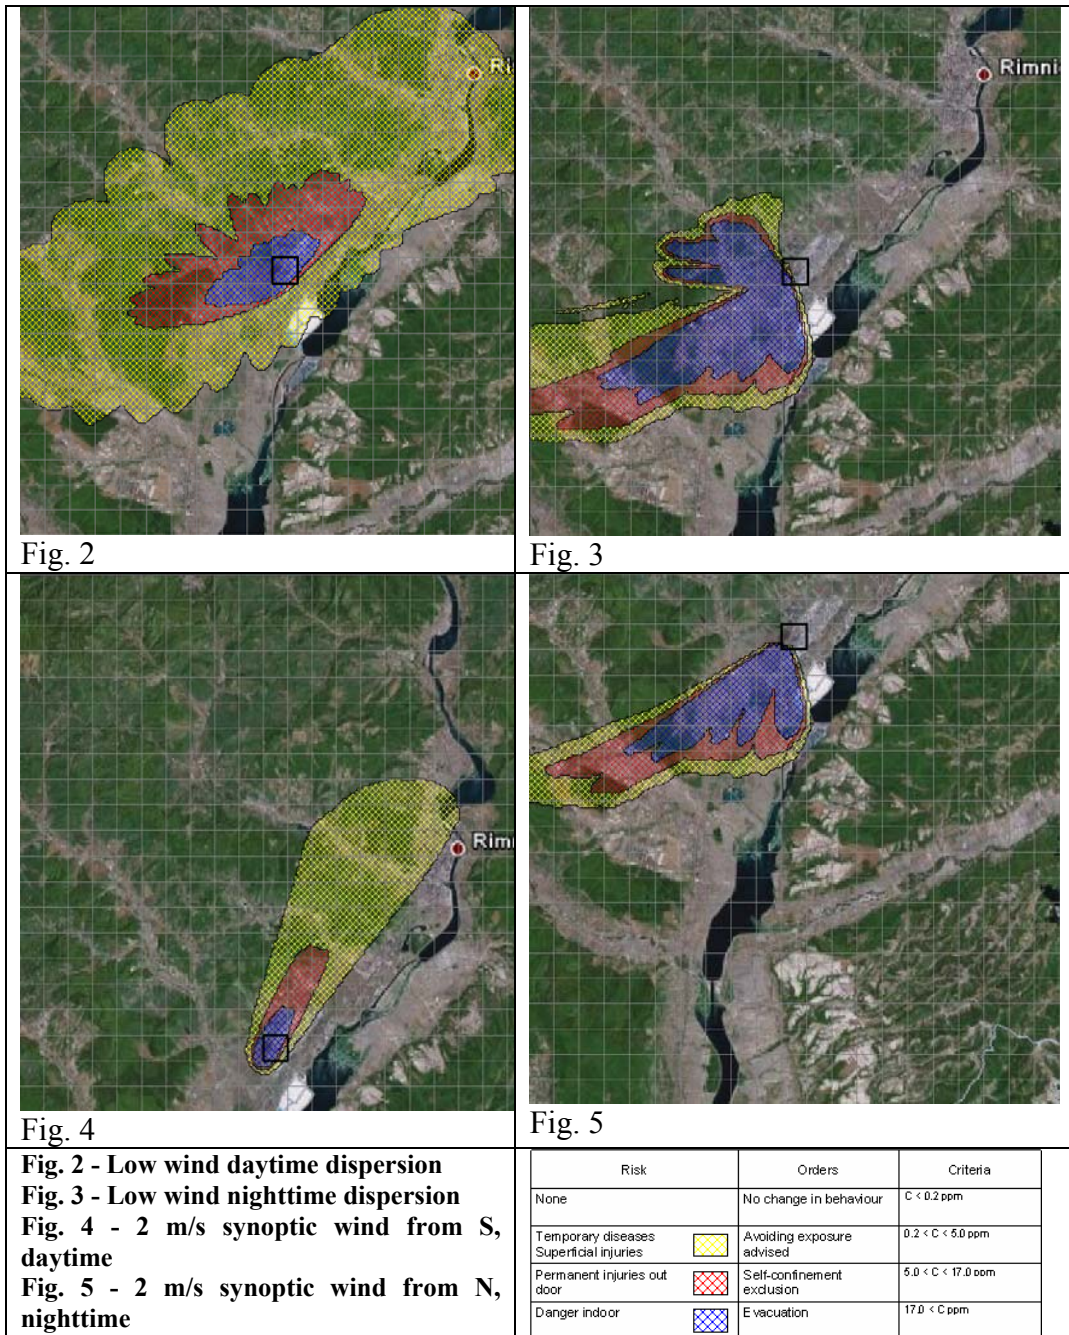 Ri
Rimni
Fig. 2
Fig. 3
Rim
Fig. 4
Fig. 5
Fig. 2 - Low wind daytime dispersion
Fig. 3 - Low wind nighttime dispersion
Fig. 4 - 2 m/s synoptic wind from S,
daytime
Fig. 5 - 2 m/s synoptic wind from N,
nighttime
Risk Orders Criteria
None No change in behaviour C < 0.2 ppm
Temporary diseases
Superficial injuries
Avoiding exposure
advised
0.2 < C < 5.0 ppm
Permanent injuries out
door
Self-confinement
exclusion
5.0 < C < 17.0 ppm
Danger indoor Evacuation 17.0 < C ppm